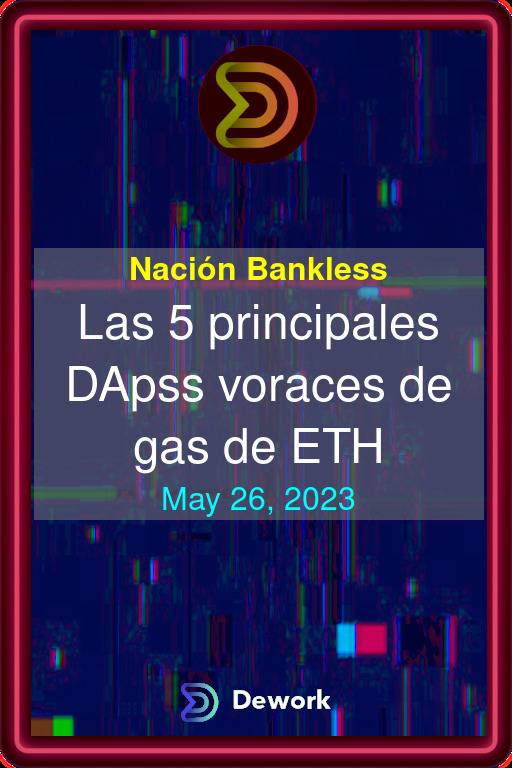 Nación Bankless
Las 5 principales
DApss voraces de
gas de ETH
May 26, 2023
Dework